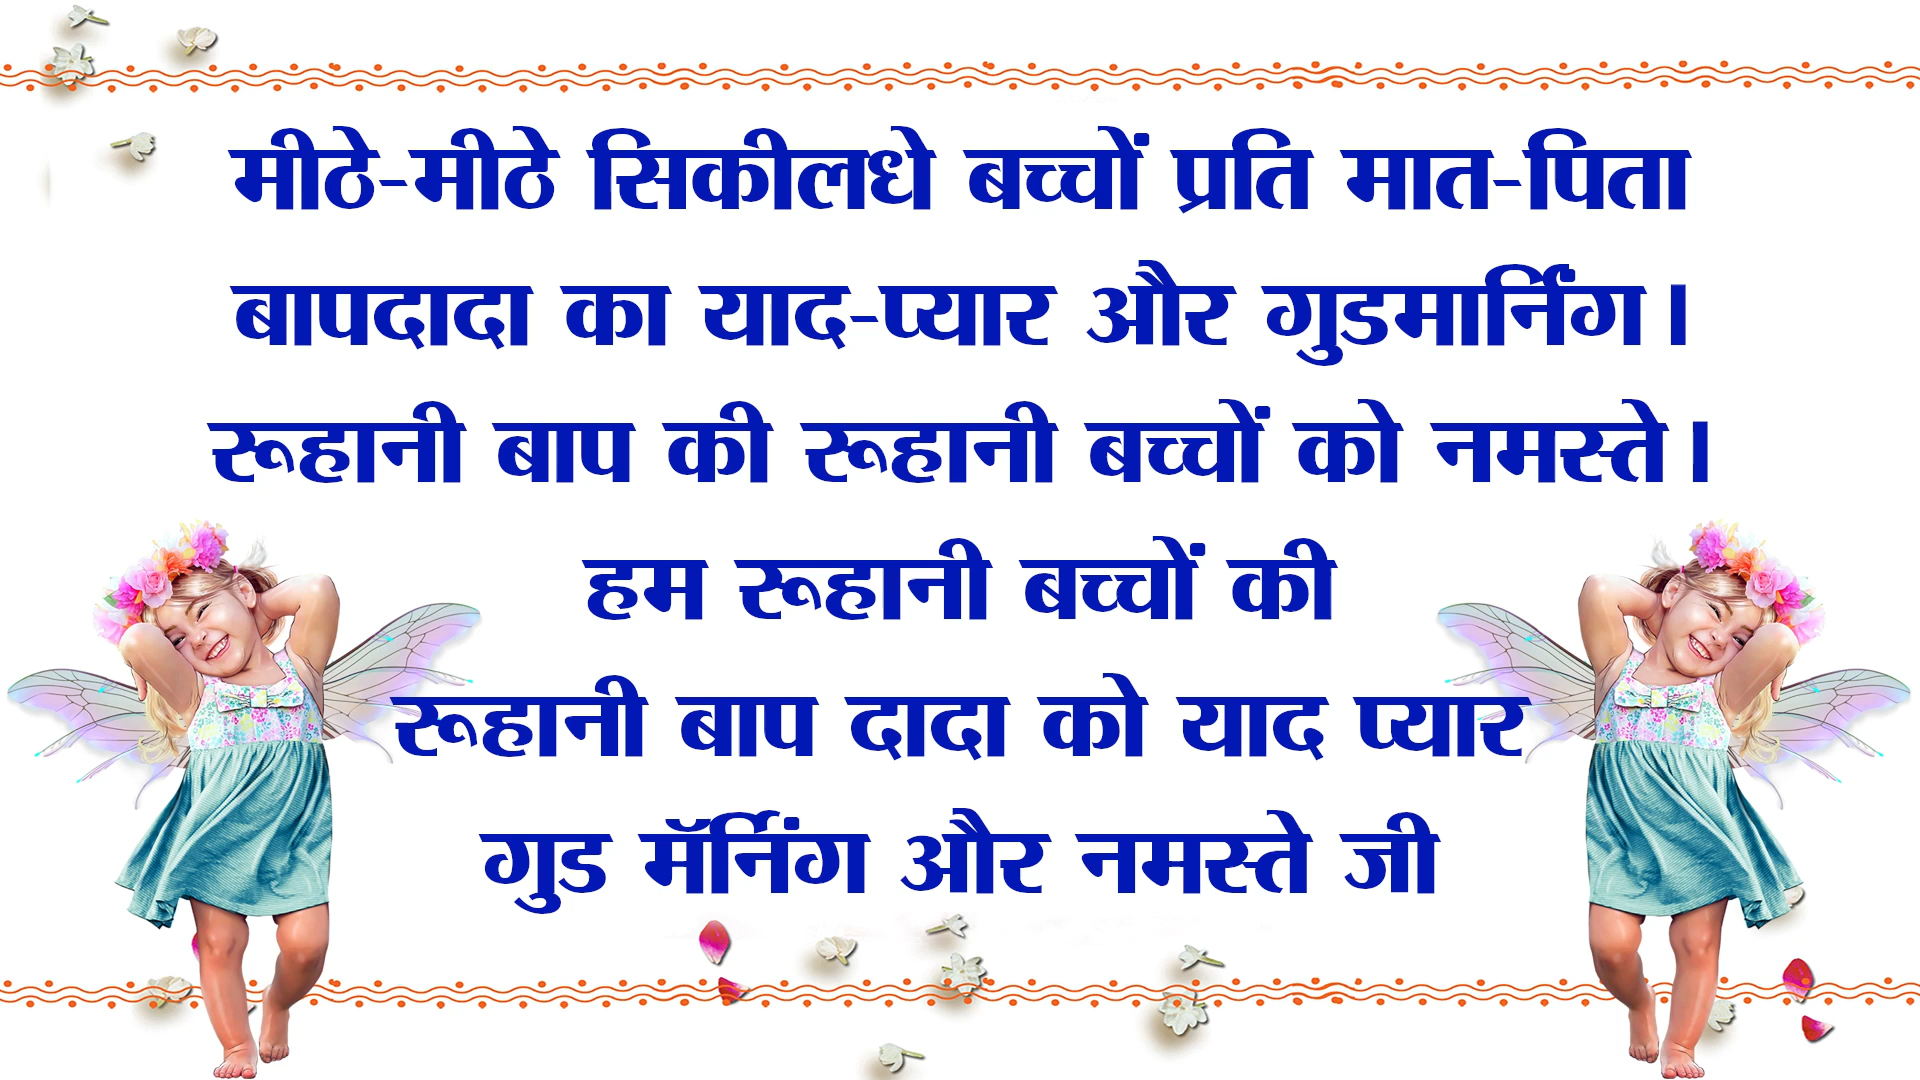 मीठे-मीठे सिकीलधे बच्चों प्रति मात-पिता
बापदादा का याद-प्यार और गुडमार्निंग।
रूहानी बाप की रूहानी बच्चों को नमस्ते।
हम रूहानी बच्चों की
रूहानी बाप दादा को याद प्यार
गुड मॅर्निंग और नमस्ते जी